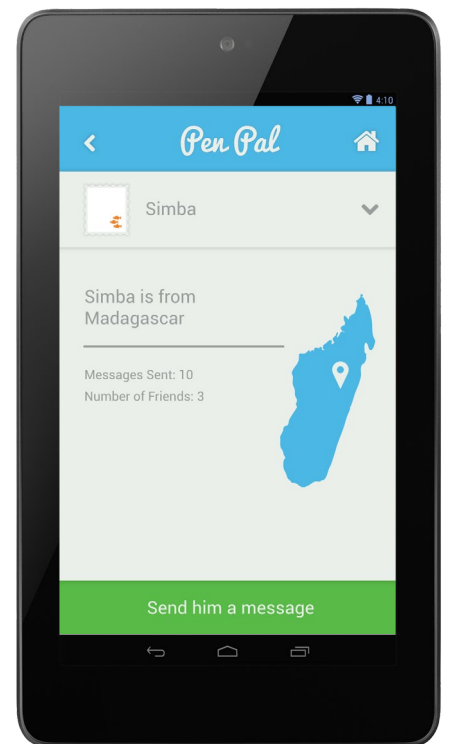 4:10
Pen Pal
Simba
Simba is from
Madagascar
Messages Sent: 10
Number of Friends: 3
Send him a message